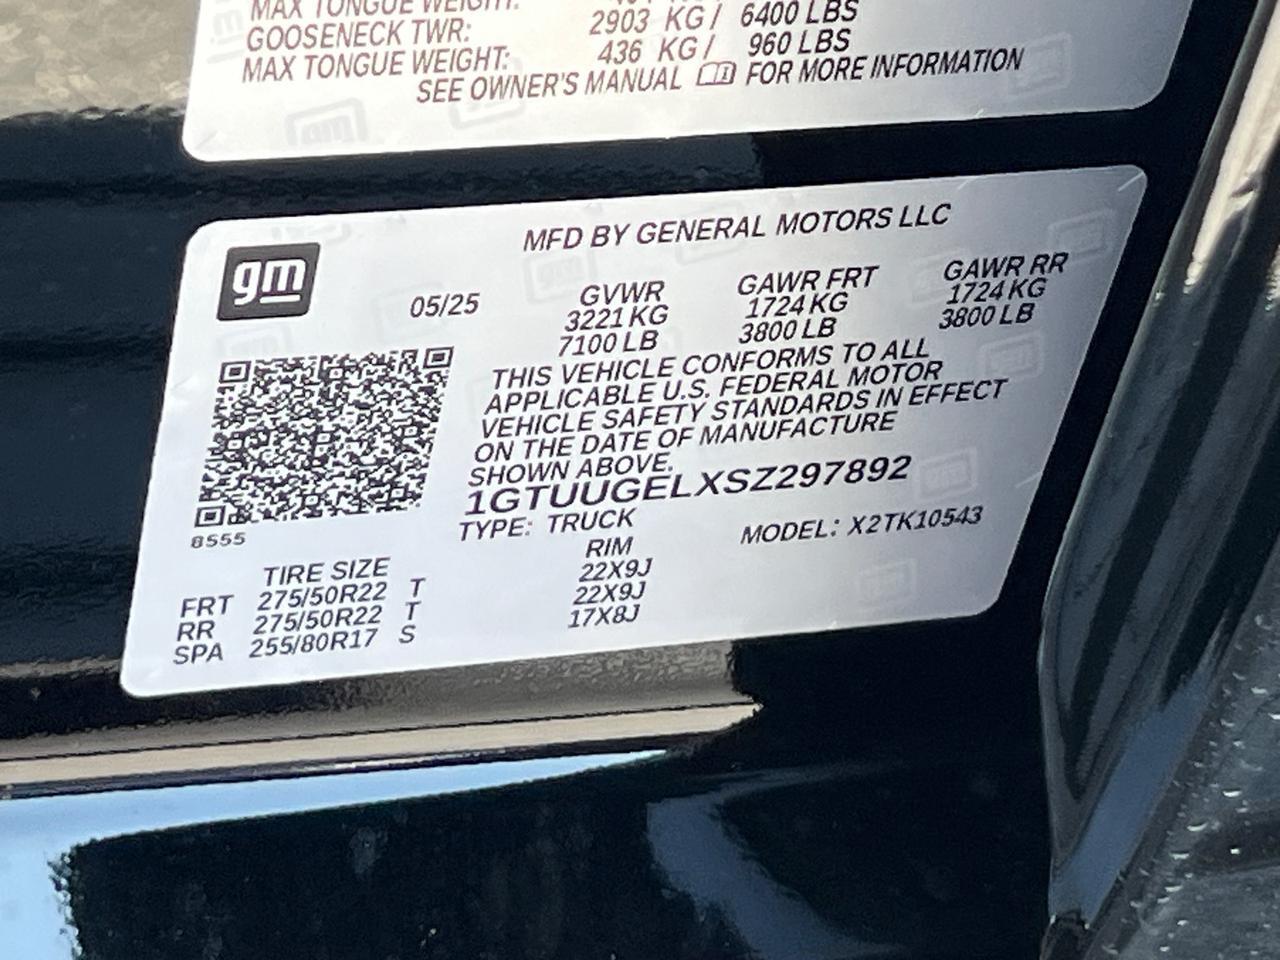 MAX TONGUE WEIGHT:
GOOSENECK TWR: 2903 KG / 6400 LBS
MAX TONGUE WEIGHT: 436 KG / 960 LBS
SEE OWNER'S MANUAL FOR MORE INFORMATION
gm
MFD BY GENERAL MOTORS LLC
05/25 GVWR GAWR FRT GAWR RR
3221 KG 1724 KG 1724 KG
7100 LB 3800 LB 3800 LB
THIS VEHICLE CONFORMS TO ALL
APPLICABLE U.S. FEDERAL MOTOR
VEHICLE SAFETY STANDARDS IN EFFECT
ON THE DATE OF MANUFACTURE
SHOWN ABOVE.
1GTUUGELXSZ297892
8555
TYPE: TRUCK MODEL: X2TK10543
TIRE SIZE RIM
FRT 275/50R22 T 22X9J
RR 275/50R22 T 22X9J
SPA 255/80R17 S 17X8J